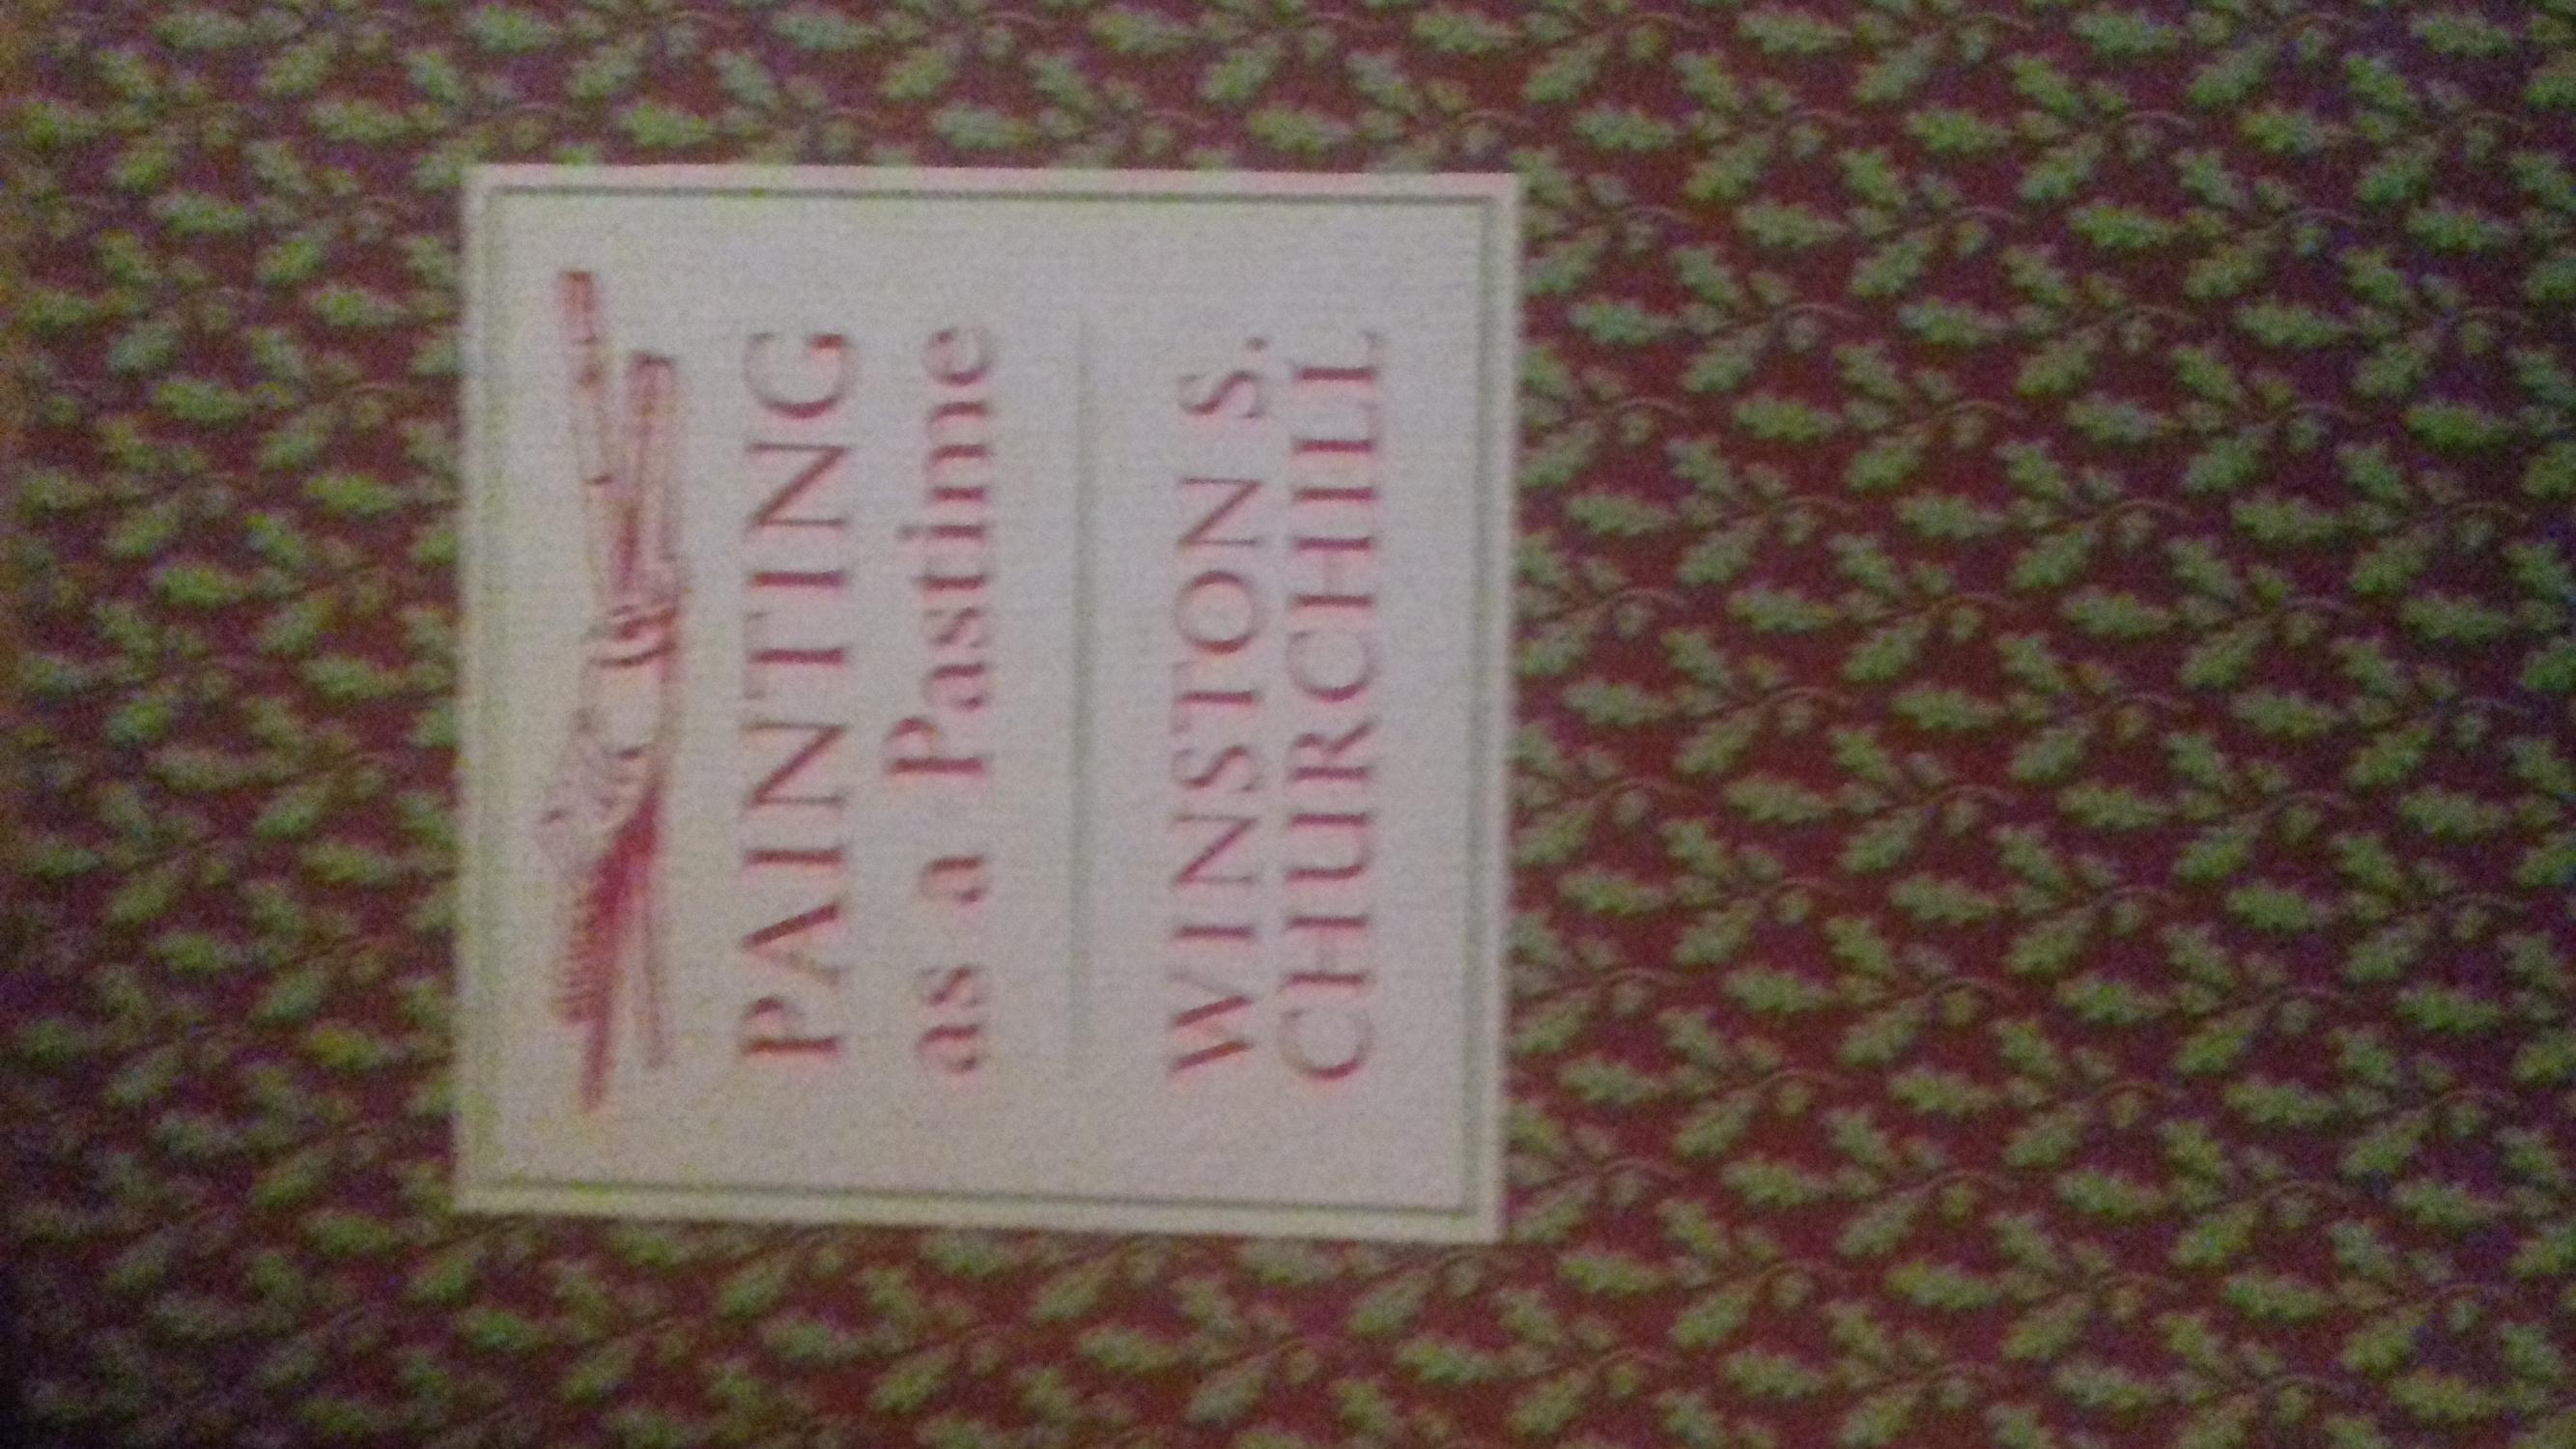 PAINTING
as a Pastime
WINSTON S.
CHURCHILL